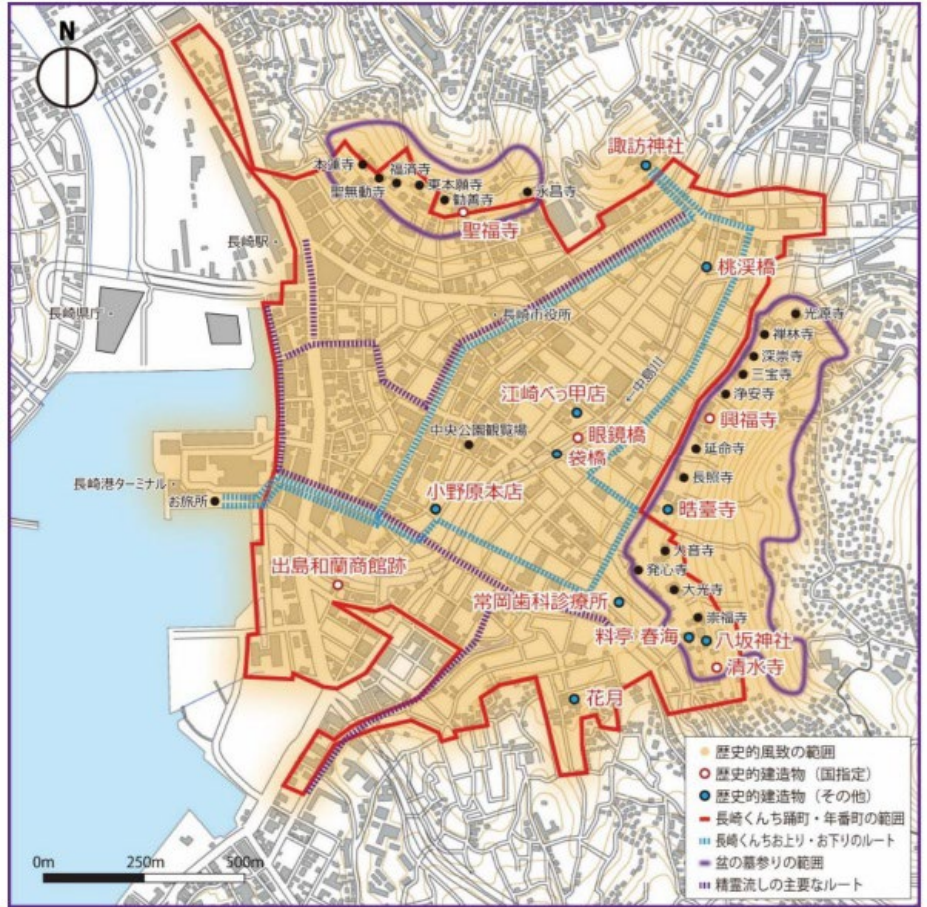 N
諏訪神社
本蓮寺
福済寺
聖無動寺
東本願寺
勧善寺
永昌寺
聖福寺
長崎駅
桃渓橋
長崎県庁
長崎市役所
光源寺
禅林寺
深崇寺
三宝寺
←中島川
浄安寺
江崎べっ甲店
興福寺
中央公園観覧場
眼鏡橋
袋橋
延命寺
長照寺
長崎港ターミナル
お旅所
小野原本店
晧臺寺
大音寺
発心寺
出島和蘭商館跡
大光寺
常岡歯科診療所
崇福寺
料亭 春海
八坂神社
清水寺
花月
歴史的風致の範囲
歴史的建造物(国指定)
歴史的建造物(その他)
長崎くんち踊町・年番町の範囲
長崎くんちお上り・お下りのルート
盆の墓参りの範囲
精霊流しの主要なルート
0m 250m 500m